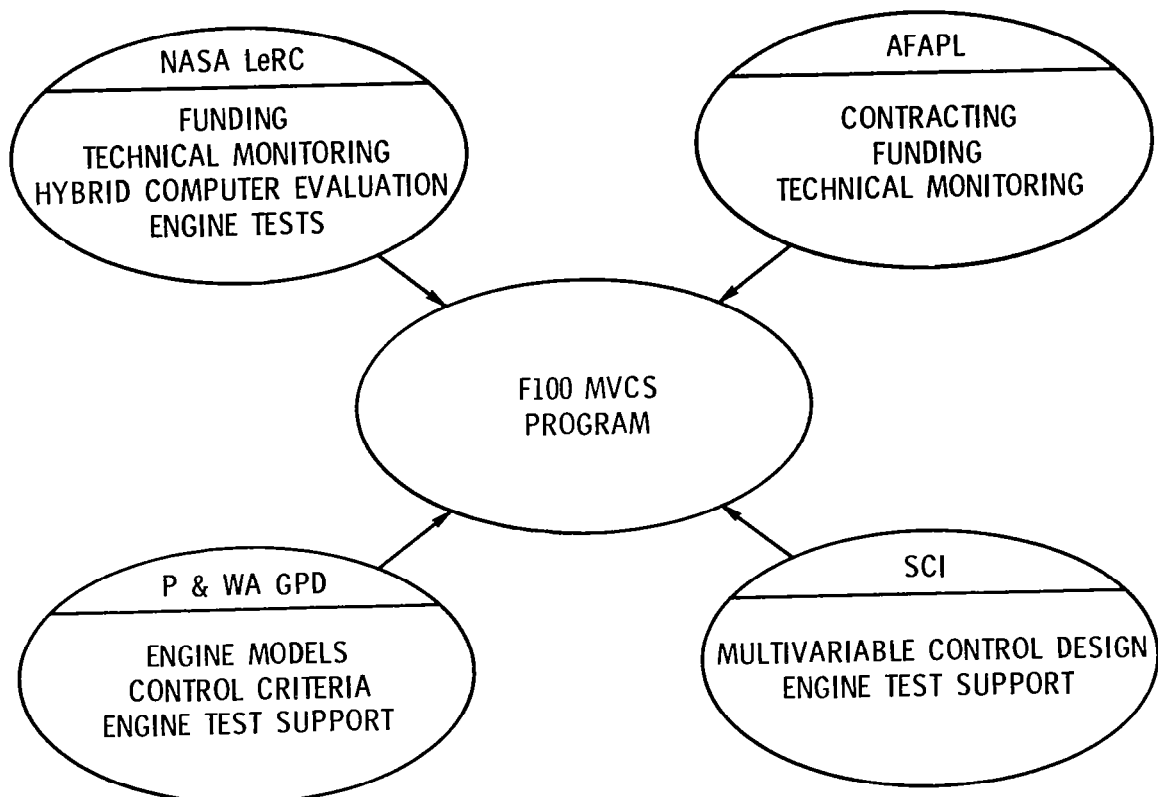 NASA LeRC
FUNDING
TECHNICAL MONITORING
HYBRID COMPUTER EVALUATION
ENGINE TESTS
AFAPL
CONTRACTING
FUNDING
TECHNICAL MONITORING
F100 MVCS
PROGRAM
P & WA GPD
ENGINE MODELS
CONTROL CRITERIA
ENGINE TEST SUPPORT
SCI
MULTIVARIABLE CONTROL DESIGN
ENGINE TEST SUPPORT